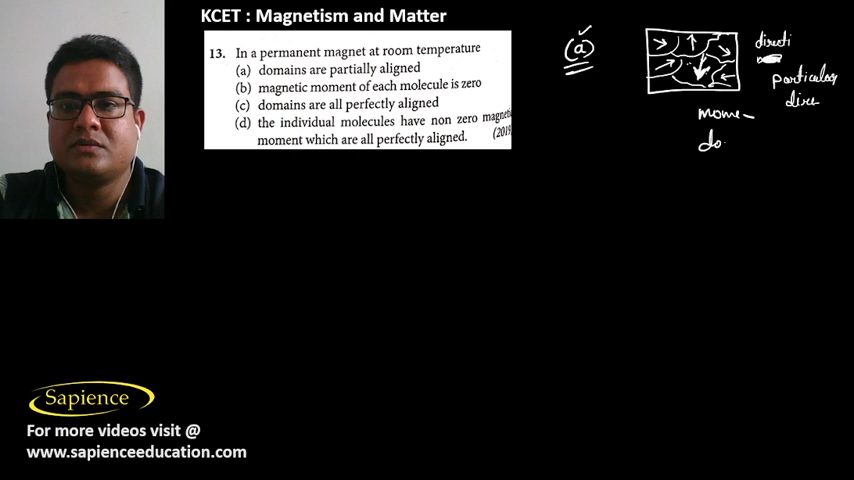 KCET : Magnetism and Matter
13. In a permanent magnet at room temperature
(a) domains are partially aligned
(b) magnetic moment of each molecule is zero
(c) domains are all perfectly aligned
(d) the individual molecules have non zero magnetic
moment which are all perfectly aligned. (2019
(a)
directi
particular
dire
mome
do
Sapience
For more videos visit @
www.sapienceeducation.com